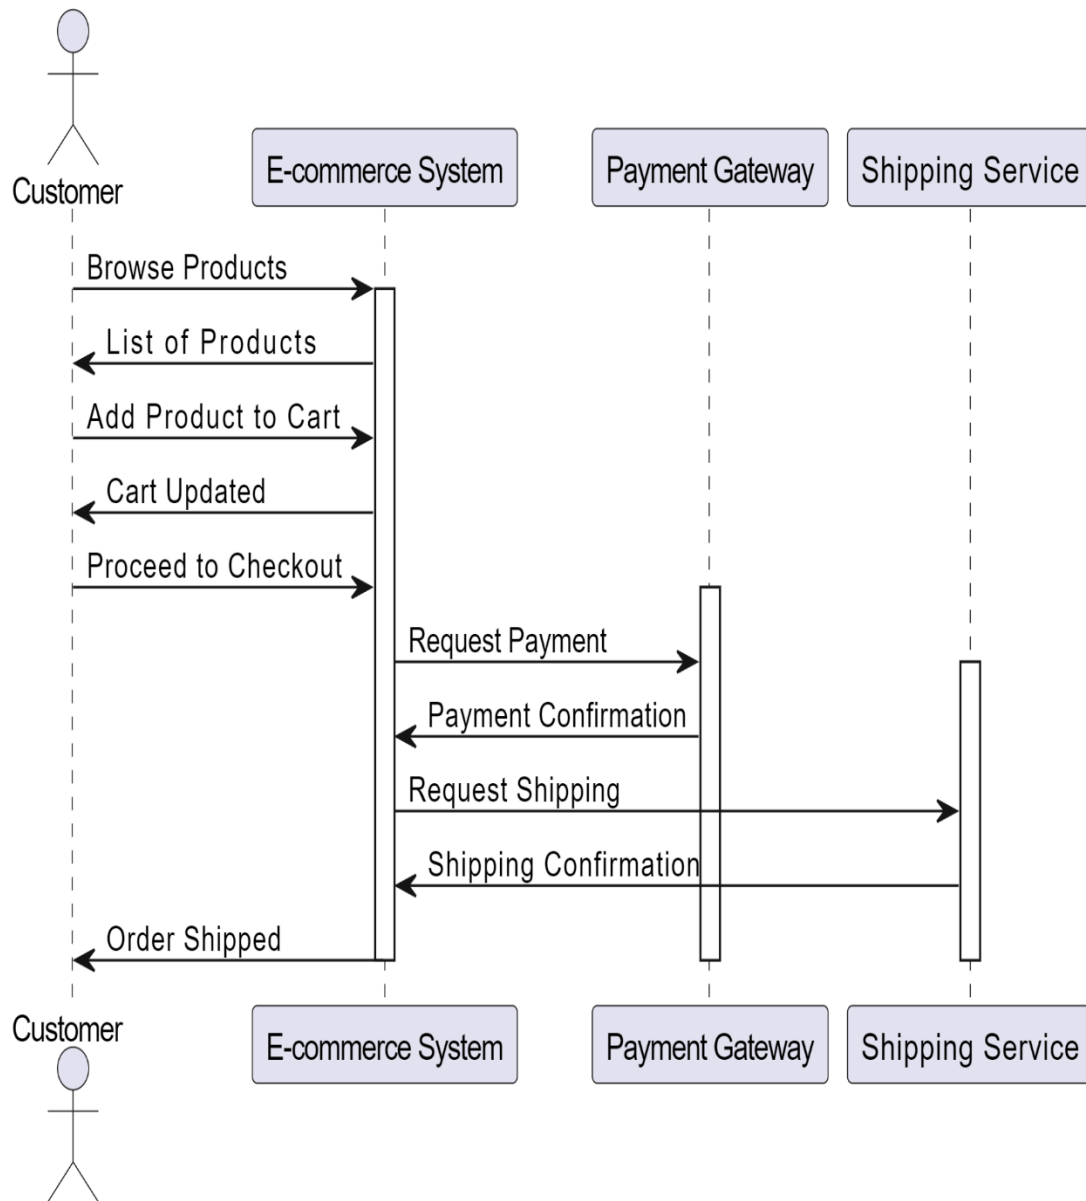 Customer
E-commerce System
Payment Gateway
Shipping Service
Browse Products
List of Products
Add Product to Cart
Cart Updated
Proceed to Checkout
Request Payment
Payment Confirmation
Request Shipping
Shipping Confirmation
Order Shipped
Customer
E-commerce System
Payment Gateway
Shipping Service